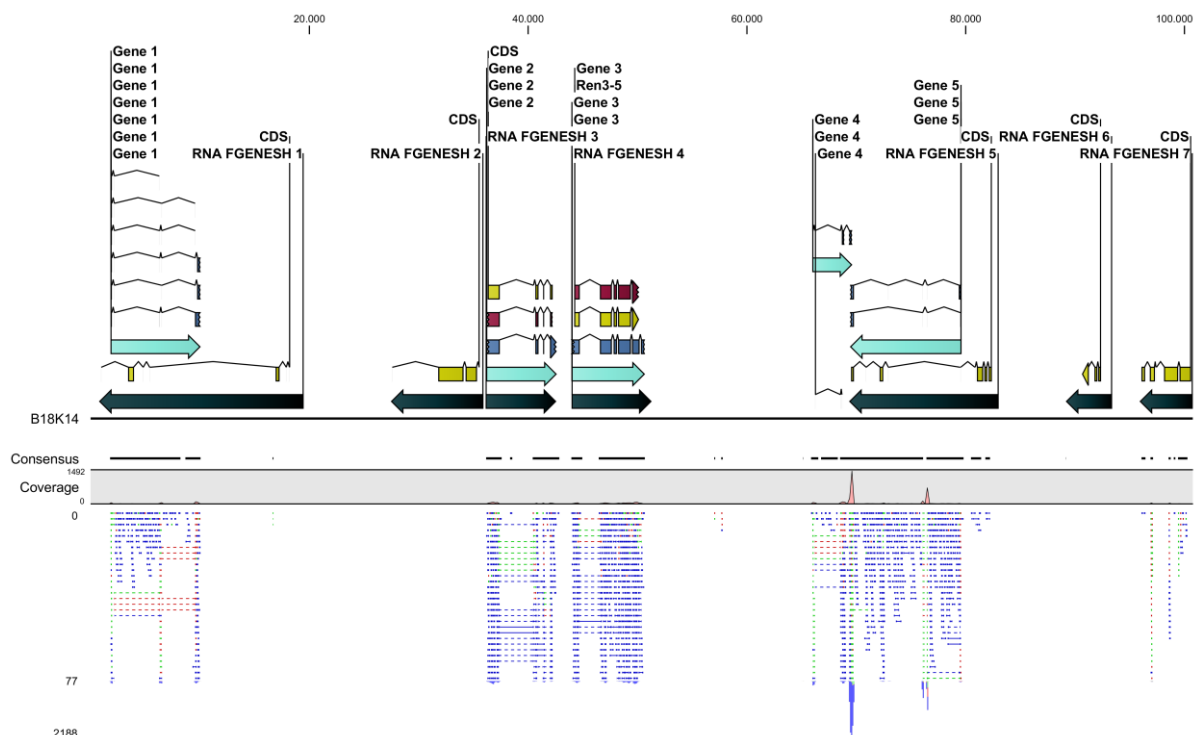 20.000 40.000 60.000 80.000 100.000
Gene 1 CDS
Gene 1 Gene 2 Gene 3
Gene 1 Gene 2 Ren3-5 Gene 5
Gene 1 Gene 2 Gene 3 Gene 5
Gene 1 CDS Gene 3 Gene 4 Gene 5 CDS
Gene 1 CDS RNA FGENESH 3 Gene 4 CDS RNA FGENESH 6 CDS
Gene 1 RNA FGENESH 1 RNA FGENESH 2 RNA FGENESH 4 Gene 4 RNA FGENESH 5 RNA FGENESH 7
B18K14
Consensus
1492
Coverage
0
0
77
2188